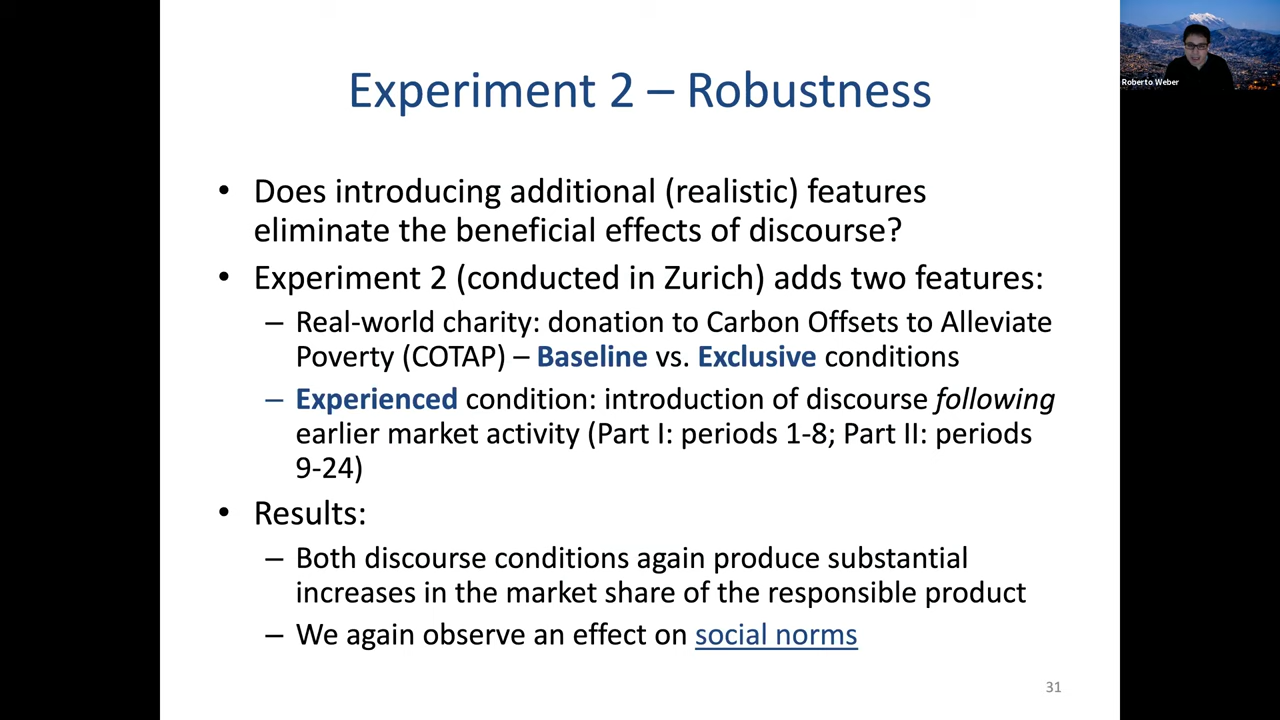 Experiment 2 – Robustness
• Does introducing additional (realistic) features
eliminate the beneficial effects of discourse?
• Experiment 2 (conducted in Zurich) adds two features:
– Real-world charity: donation to Carbon Offsets to Alleviate
Poverty (COTAP) – Baseline vs. Exclusive conditions
– Experienced condition: introduction of discourse following
earlier market activity (Part I: periods 1-8; Part II: periods
9-24)
• Results:
– Both discourse conditions again produce substantial
increases in the market share of the responsible product
– We again observe an effect on social norms
31
Roberto Weber